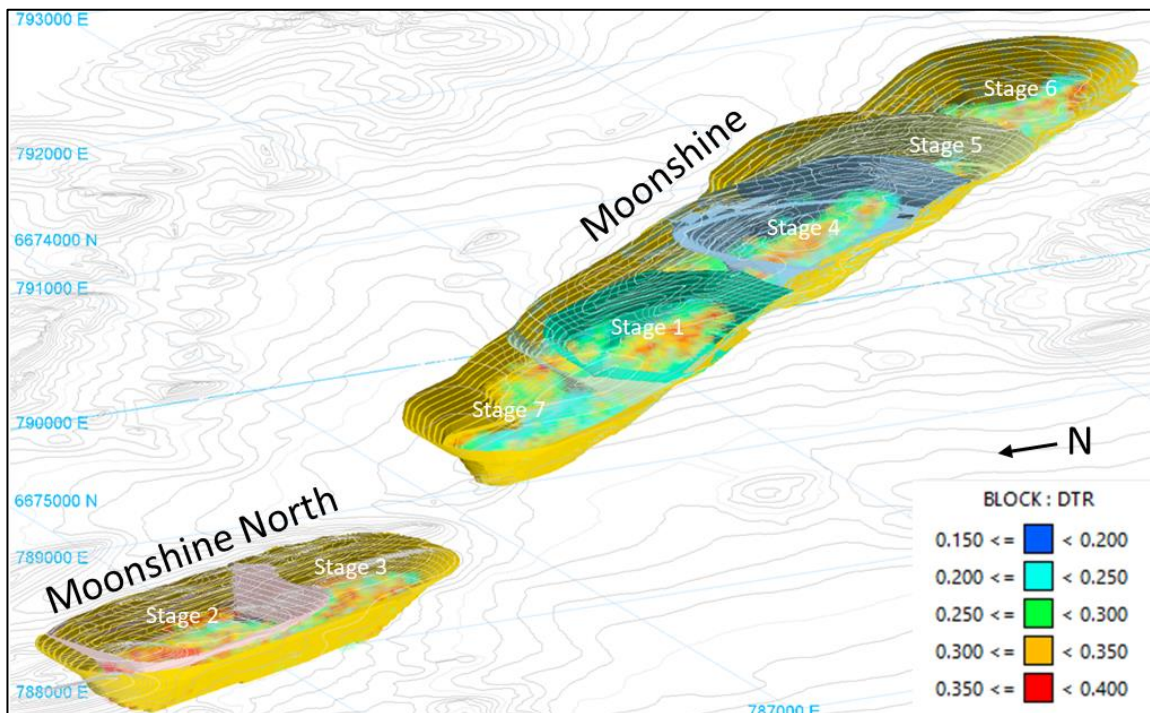 793000 E
792000 E
6674000 N
791000 E
790000 E
6675000 N
789000 E
788000 E
787000 E
Moonshine
Stage 6
Stage 5
Stage 4
Stage 1
Stage 7
Moonshine North
Stage 3
Stage 2
N
BLOCK : DTR
0.150 <= < 0.200
0.200 <= < 0.250
0.250 <= < 0.300
0.300 <= < 0.350
0.350 <= < 0.400